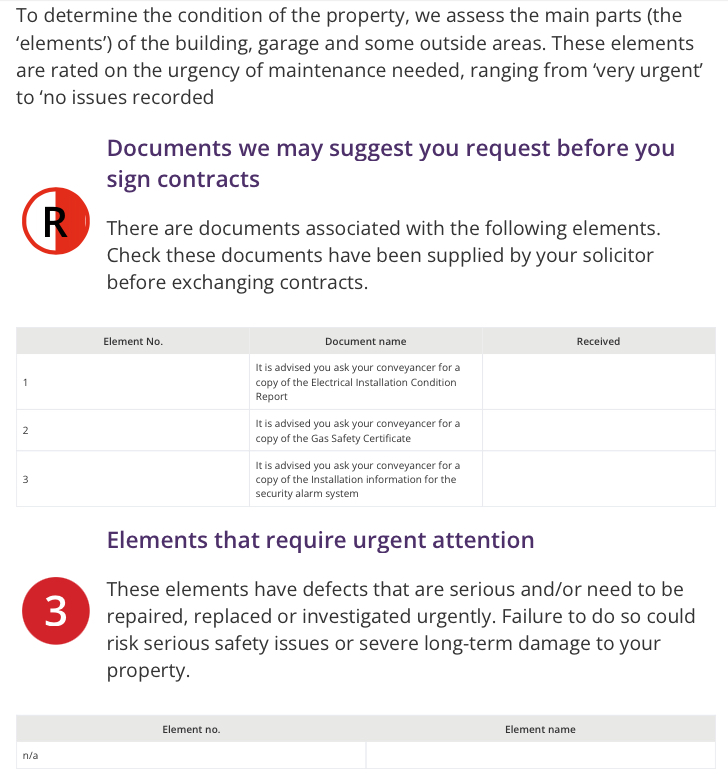 To determine the condition of the property, we assess the main parts (the
‘elements’) of the building, garage and some outside areas. These elements
are rated on the urgency of maintenance needed, ranging from ‘very urgent’
to ‘no issues recorded
Documents we may suggest you request before you
sign contracts
R
There are documents associated with the following elements.
Check these documents have been supplied by your solicitor
before exchanging contracts.
Element No. Document name Received
1
It is advised you ask your conveyancer for a
copy of the Electrical Installation Condition
Report
2
It is advised you ask your conveyancer for a
copy of the Gas Safety Certificate
3
It is advised you ask your conveyancer for a
copy of the Installation information for the
security alarm system
Elements that require urgent attention
3
These elements have defects that are serious and/or need to be
repaired, replaced or investigated urgently. Failure to do so could
risk serious safety issues or severe long-term damage to your
property.
Element no. Element name
n/a